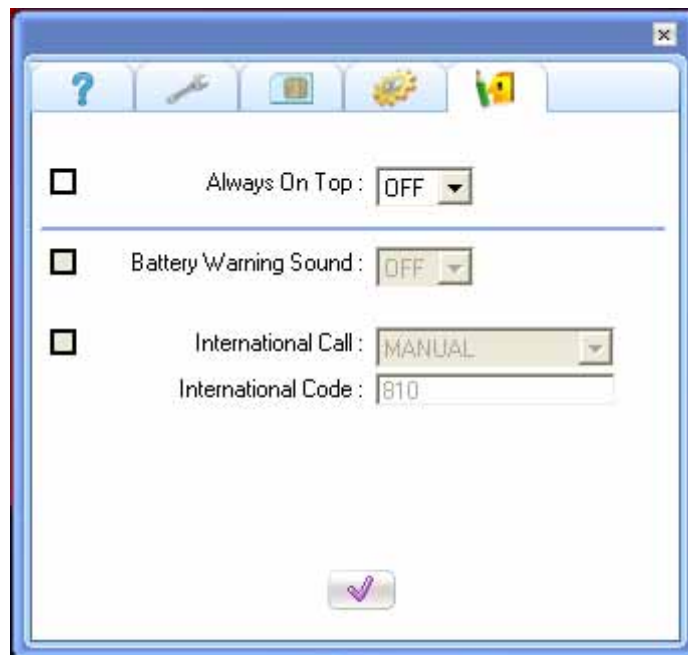 Always On Top : OFF
Battery Warning Sound : OFF
International Call : MANUAL
International Code : 810